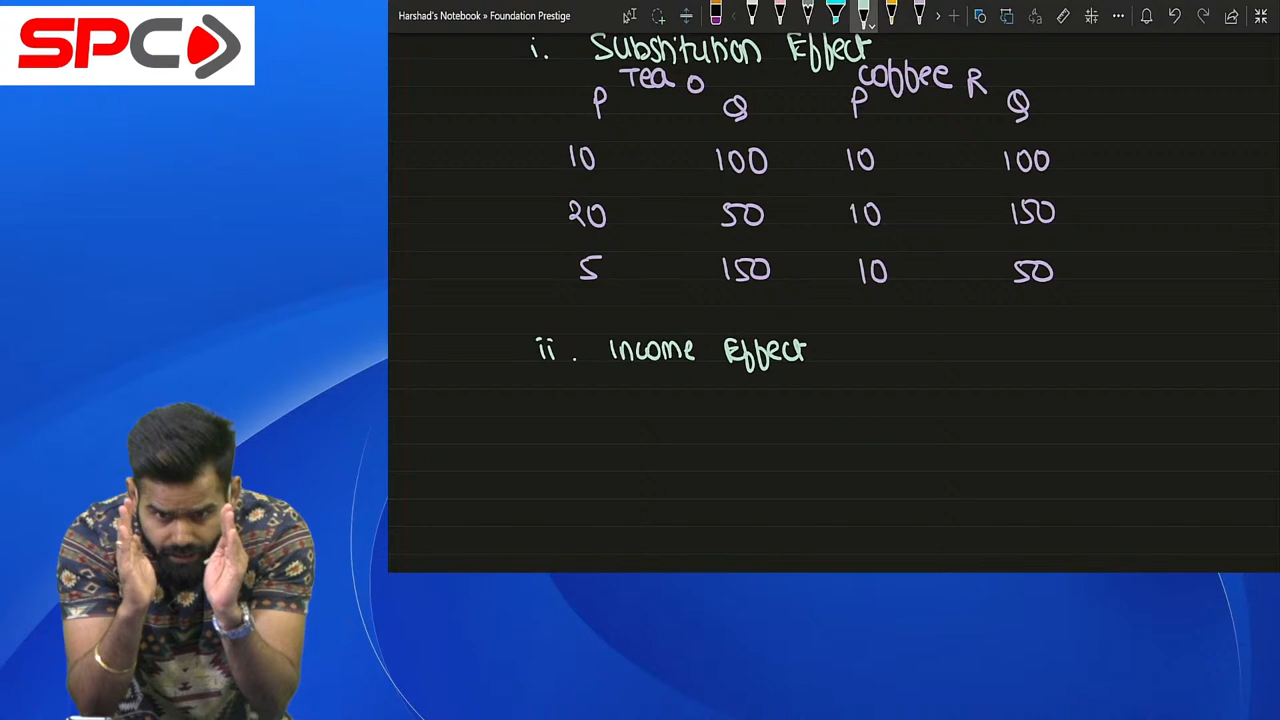 SPC
Harshad's Notebook » Foundation Prestige
i. Substitution Effect
Tea O Coffee R
P Q P Q
10 100 10 100
20 50 10 150
5 150 10 50
ii. Income Effect